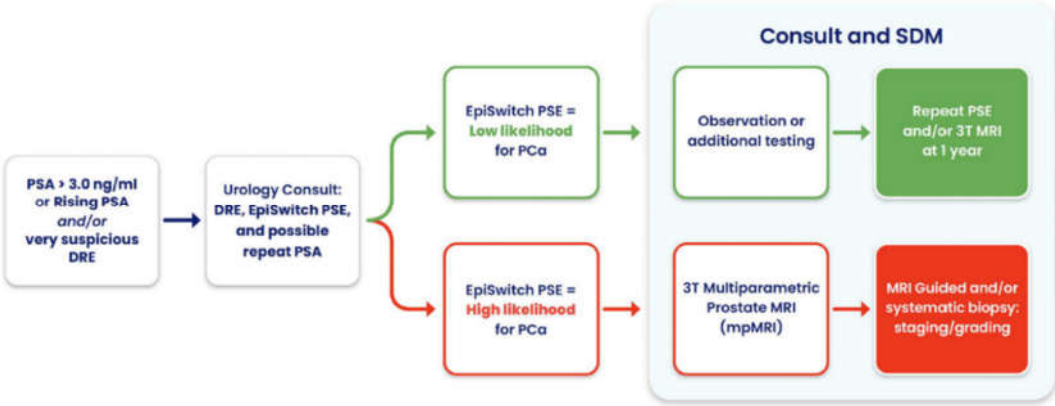 Consult and SDM
PSA > 3.0 ng/ml
or Rising PSA
and/or
very suspicious
DRE
Urology Consult:
DRE, EpiSwitch PSE,
and possible
repeat PSA
EpiSwitch PSE =
Low likelihood
for PCa
Observation or
additional testing
Repeat PSE
and/or 3T MRI
at 1 year
EpiSwitch PSE =
High likelihood
for PCa
3T Multiparametric
Prostate MRI
(mpMRI)
MRI Guided and/or
systematic biopsy:
staging/grading